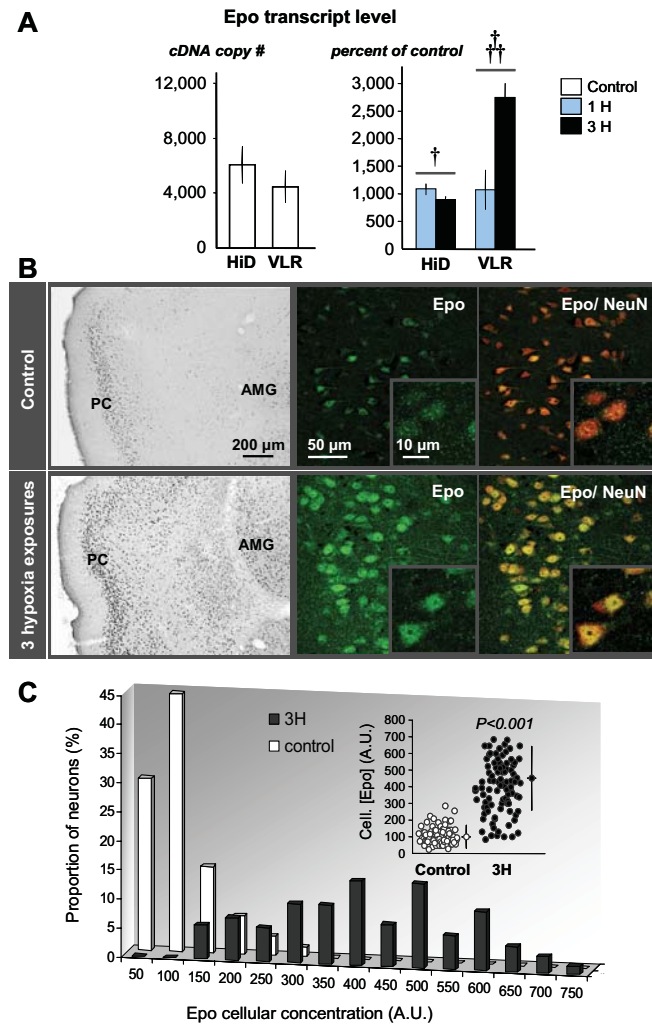 A
Epo transcript level
cDNA copy #
percent of control
12,000
8,000
4,000
0
HiD VLR
3,000
2,500
2,000
1,500
1,000
500
0
†
†
††
HiD VLR
Control
1 H
3 H
B
Control
PC
AMG
200 µm
Epo
50 µm
10 µm
Epo/ NeuN
3 hypoxia exposures
PC
AMG
Epo
Epo/ NeuN
C
Proportion of neurons (%)
45
40
35
30
25
20
15
10
5
0
3H
control
Cell. [Epo] (A.U.)
800
700
600
500
400
300
200
100
0
P<0.001
Control 3H
50 100 150 200 250 300 350 400 450 500 550 600 650 700 750
Epo cellular concentration (A.U.)